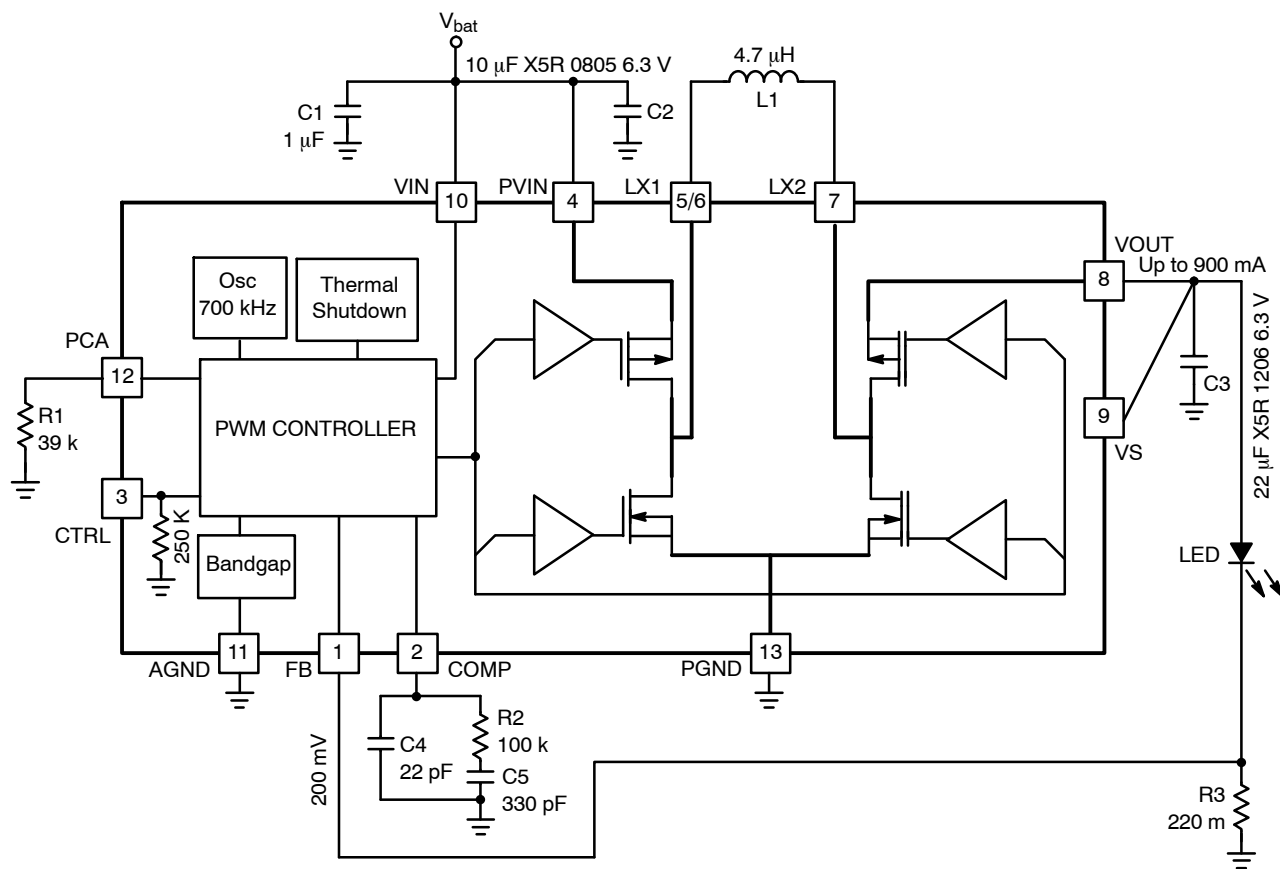 Vbat
10 μF X5R 0805 6.3 V
4.7 μH
L1
C1
1 μF
C2
VIN
10
PVIN
4
LX1
5/6
LX2
7
VOUT
8
Up to 900 mA
Osc
700 kHz
Thermal
Shutdown
PCA
12
R1
39 k
PWM CONTROLLER
C3
22 μF X5R 1206 6.3 V
9
VS
3
CTRL
250 K
Bandgap
LED
AGND
11
FB
1
2
COMP
PGND
13
200 mV
C4
22 pF
R2
100 k
C5
330 pF
R3
220 m